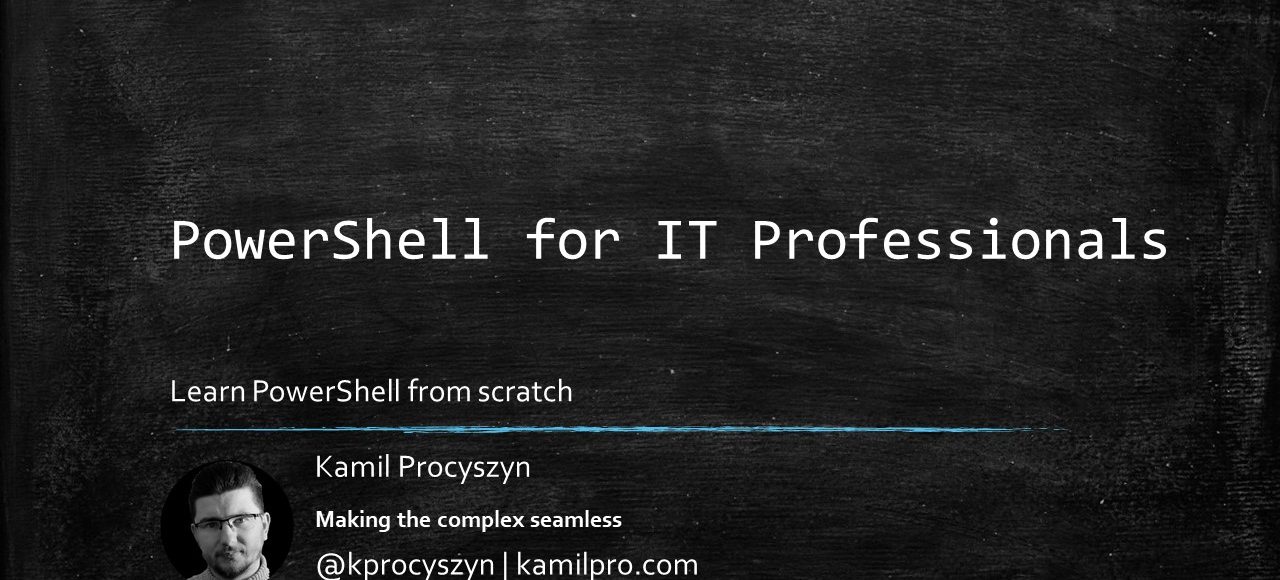 PowerShell for IT Professionals
Learn PowerShell from scratch
Kamil Procyszyn
Making the complex seamless
@kprocyszyn | kamilpro.com